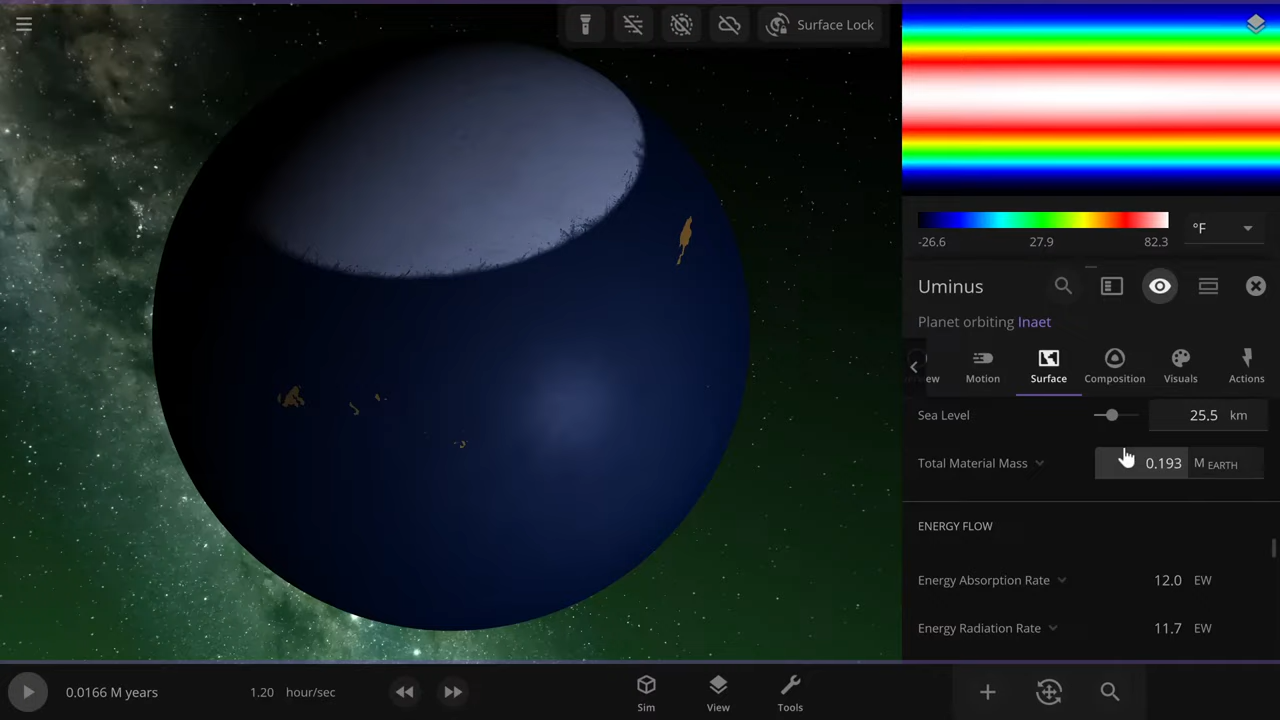 Surface Lock
°F
-26.6 27.9 82.3
Uminus
Planet orbiting Inaet
ew Motion Surface Composition Visuals Actions
Sea Level 25.5 km
Total Material Mass 0.193 M EARTH
ENERGY FLOW
Energy Absorption Rate 12.0 EW
Energy Radiation Rate 11.7 EW
0.0166 M years 1.20 hour/sec Sim View Tools